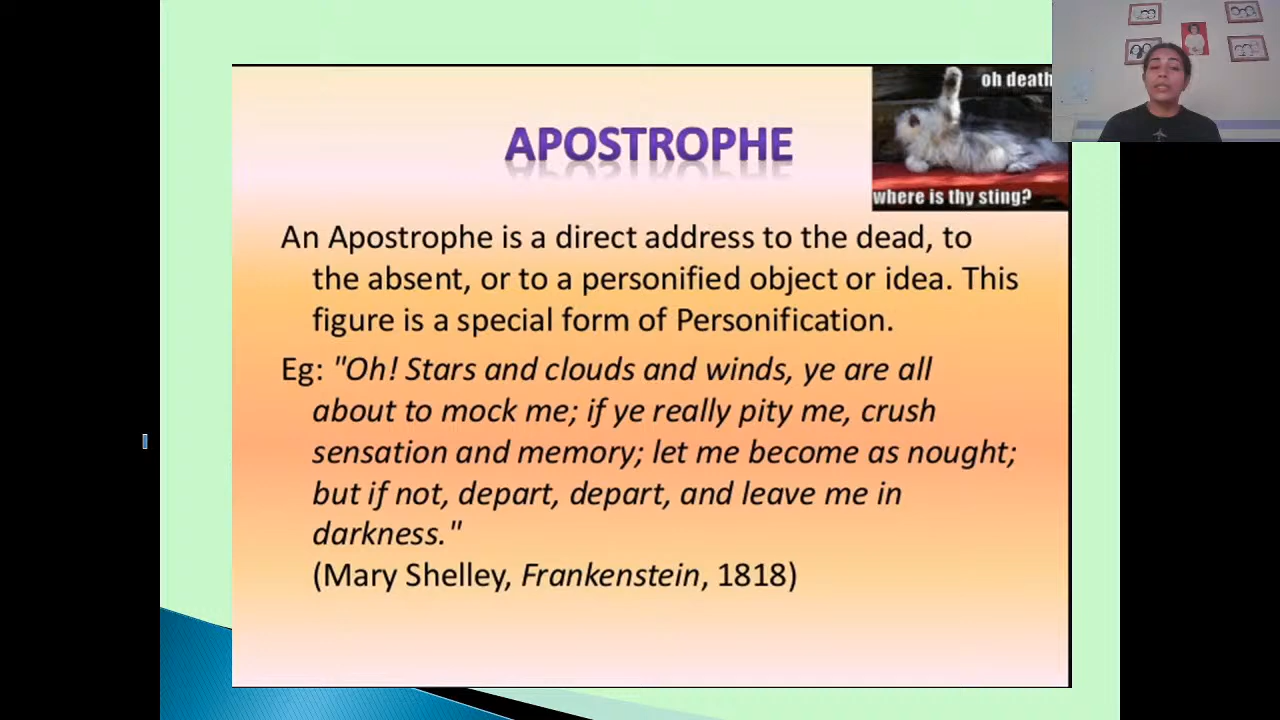 oh death
APOSTROPHE
where is thy sting?
An Apostrophe is a direct address to the dead, to
the absent, or to a personified object or idea. This
figure is a special form of Personification.
Eg: "Oh! Stars and clouds and winds, ye are all
about to mock me; if ye really pity me, crush
sensation and memory; let me become as nought;
but if not, depart, depart, and leave me in
darkness."
(Mary Shelley, Frankenstein, 1818)